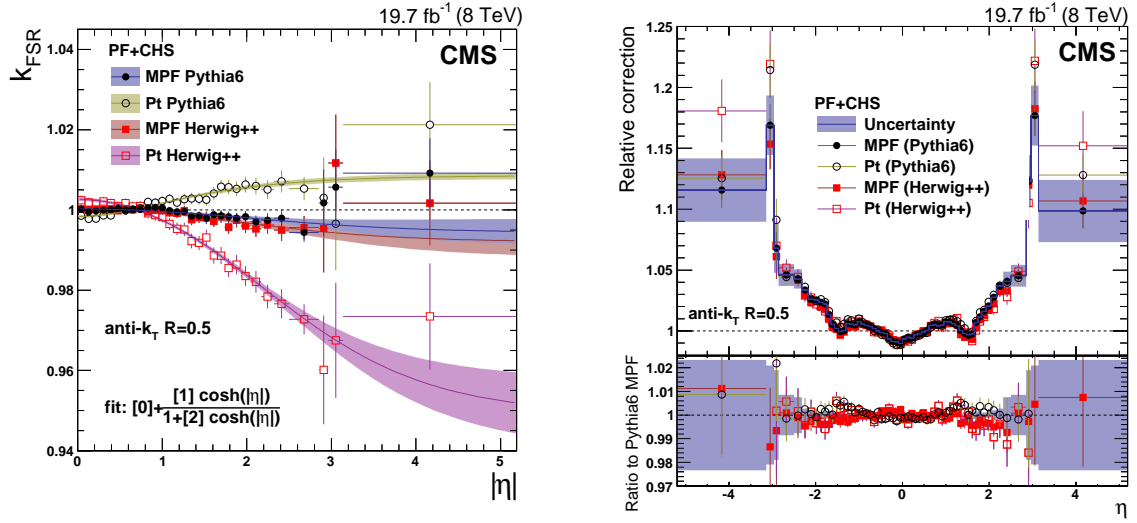 19.7 fb⁻¹ (8 TeV)
CMS
PF+CHS
MPF Pythia6
Pt Pythia6
MPF Herwig++
Pt Herwig++
anti-k_T R=0.5
fit: [0]+ [1] cosh(|η|) / 1+[2] cosh(|η|)
k_FSR
1.04
1.02
1
0.98
0.96
0.94
0 1 2 3 4 5
|η|
19.7 fb⁻¹ (8 TeV)
CMS
PF+CHS
Uncertainty
MPF (Pythia6)
Pt (Pythia6)
MPF (Herwig++)
Pt (Herwig++)
anti-k_T R=0.5
Relative correction
1.25
1.2
1.15
1.1
1.05
1
Ratio to Pythia6 MPF
1.02
1.01
1
0.99
0.98
0.97
-4 -2 0 2 4
η